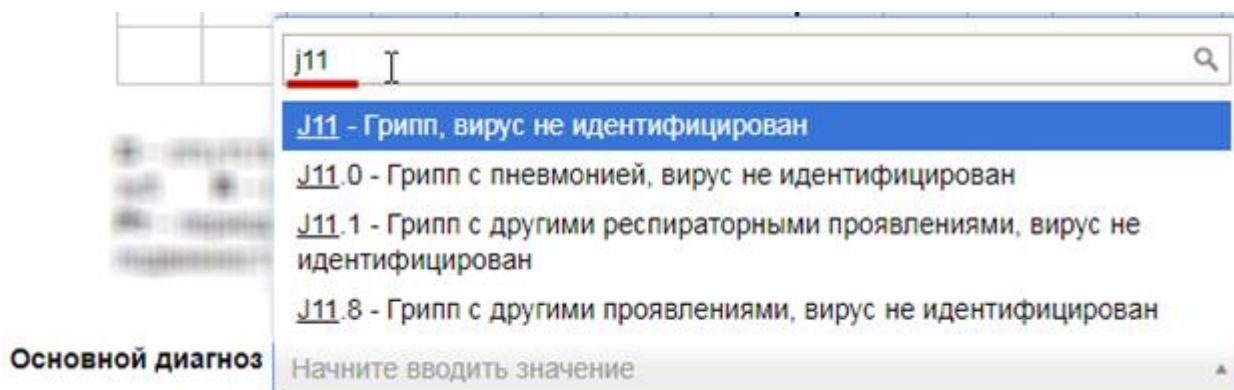 j11
J11 - Грипп, вирус не идентифицирован
J11.0 - Грипп с пневмонией, вирус не идентифицирован
J11.1 - Грипп с другими респираторными проявлениями, вирус не
идентифицирован
J11.8 - Грипп с другими проявлениями, вирус не идентифицирован
Основной диагноз Начните вводить значение